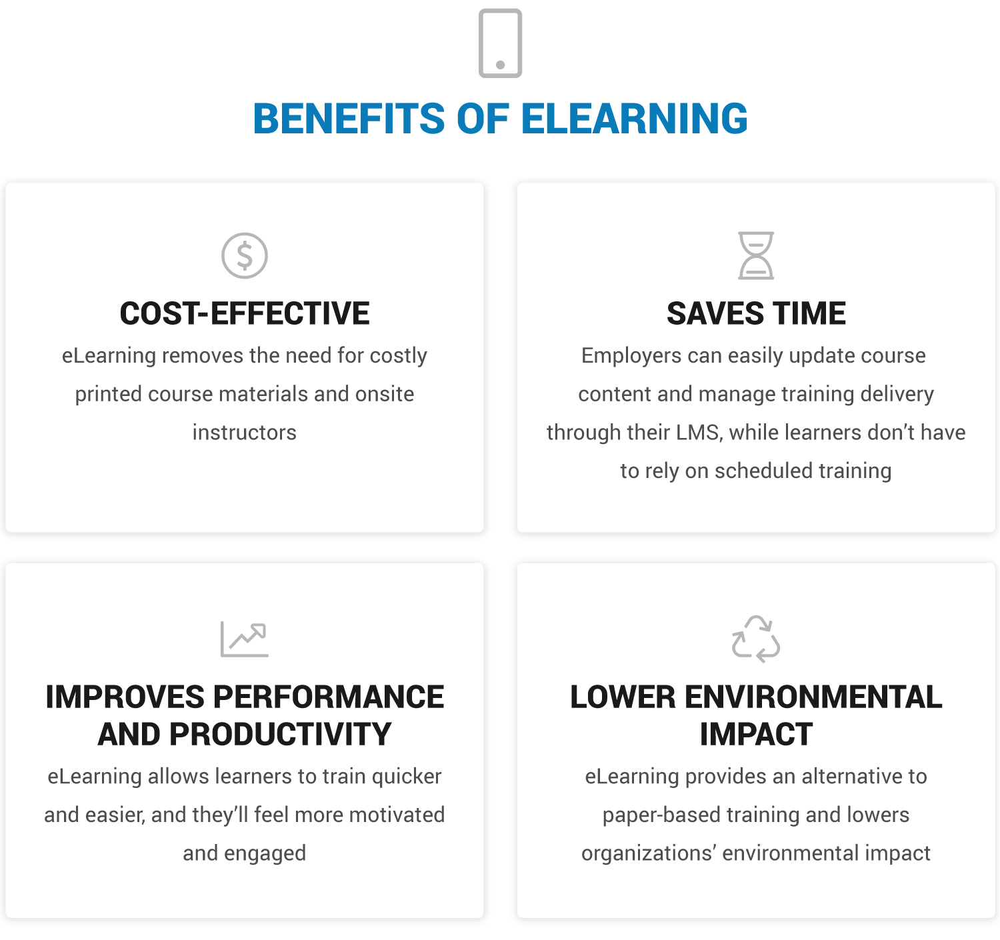 BENEFITS OF ELEARNING
COST-EFFECTIVE
eLearning removes the need for costly
printed course materials and onsite
instructors
SAVES TIME
Employers can easily update course
content and manage training delivery
through their LMS, while learners don’t have
to rely on scheduled training
IMPROVES PERFORMANCE
AND PRODUCTIVITY
eLearning allows learners to train quicker
and easier, and they’ll feel more motivated
and engaged
LOWER ENVIRONMENTAL
IMPACT
eLearning provides an alternative to
paper-based training and lowers
organizations’ environmental impact